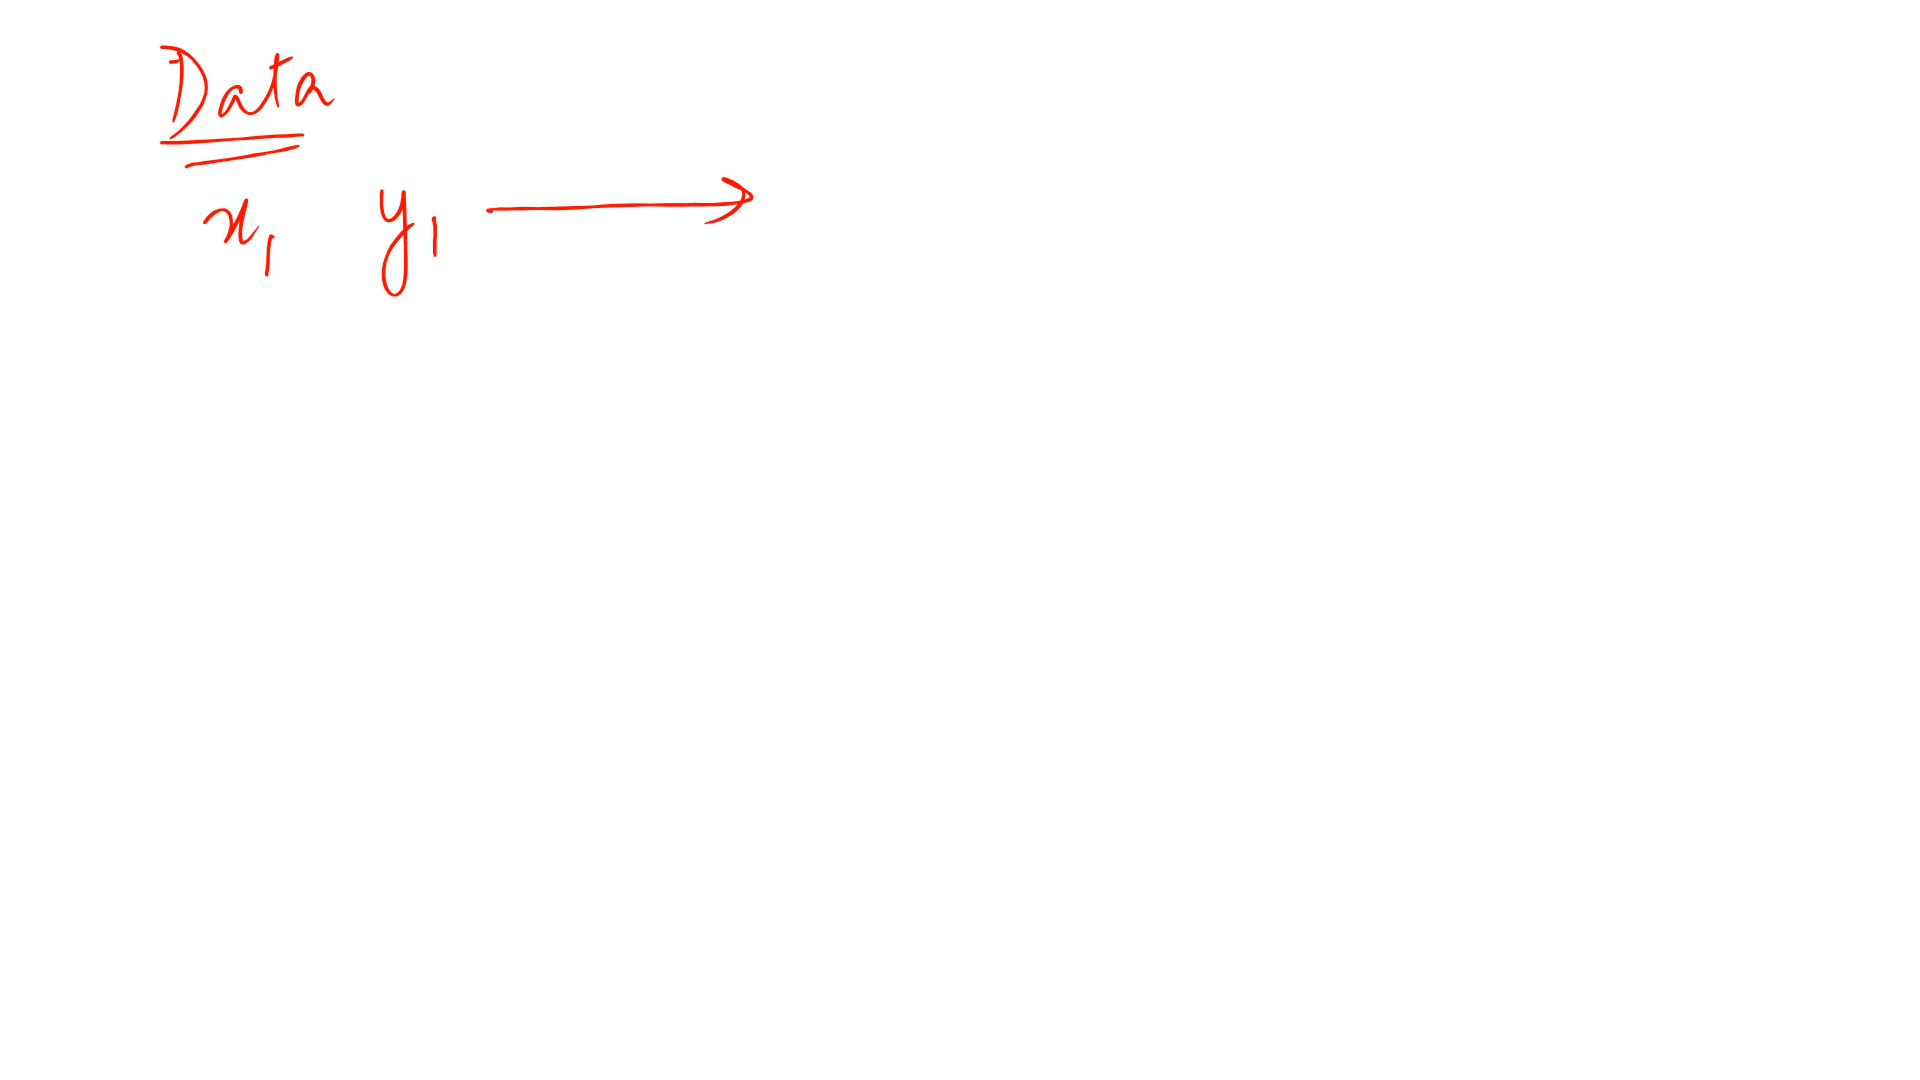 Data
x₁ y₁ →